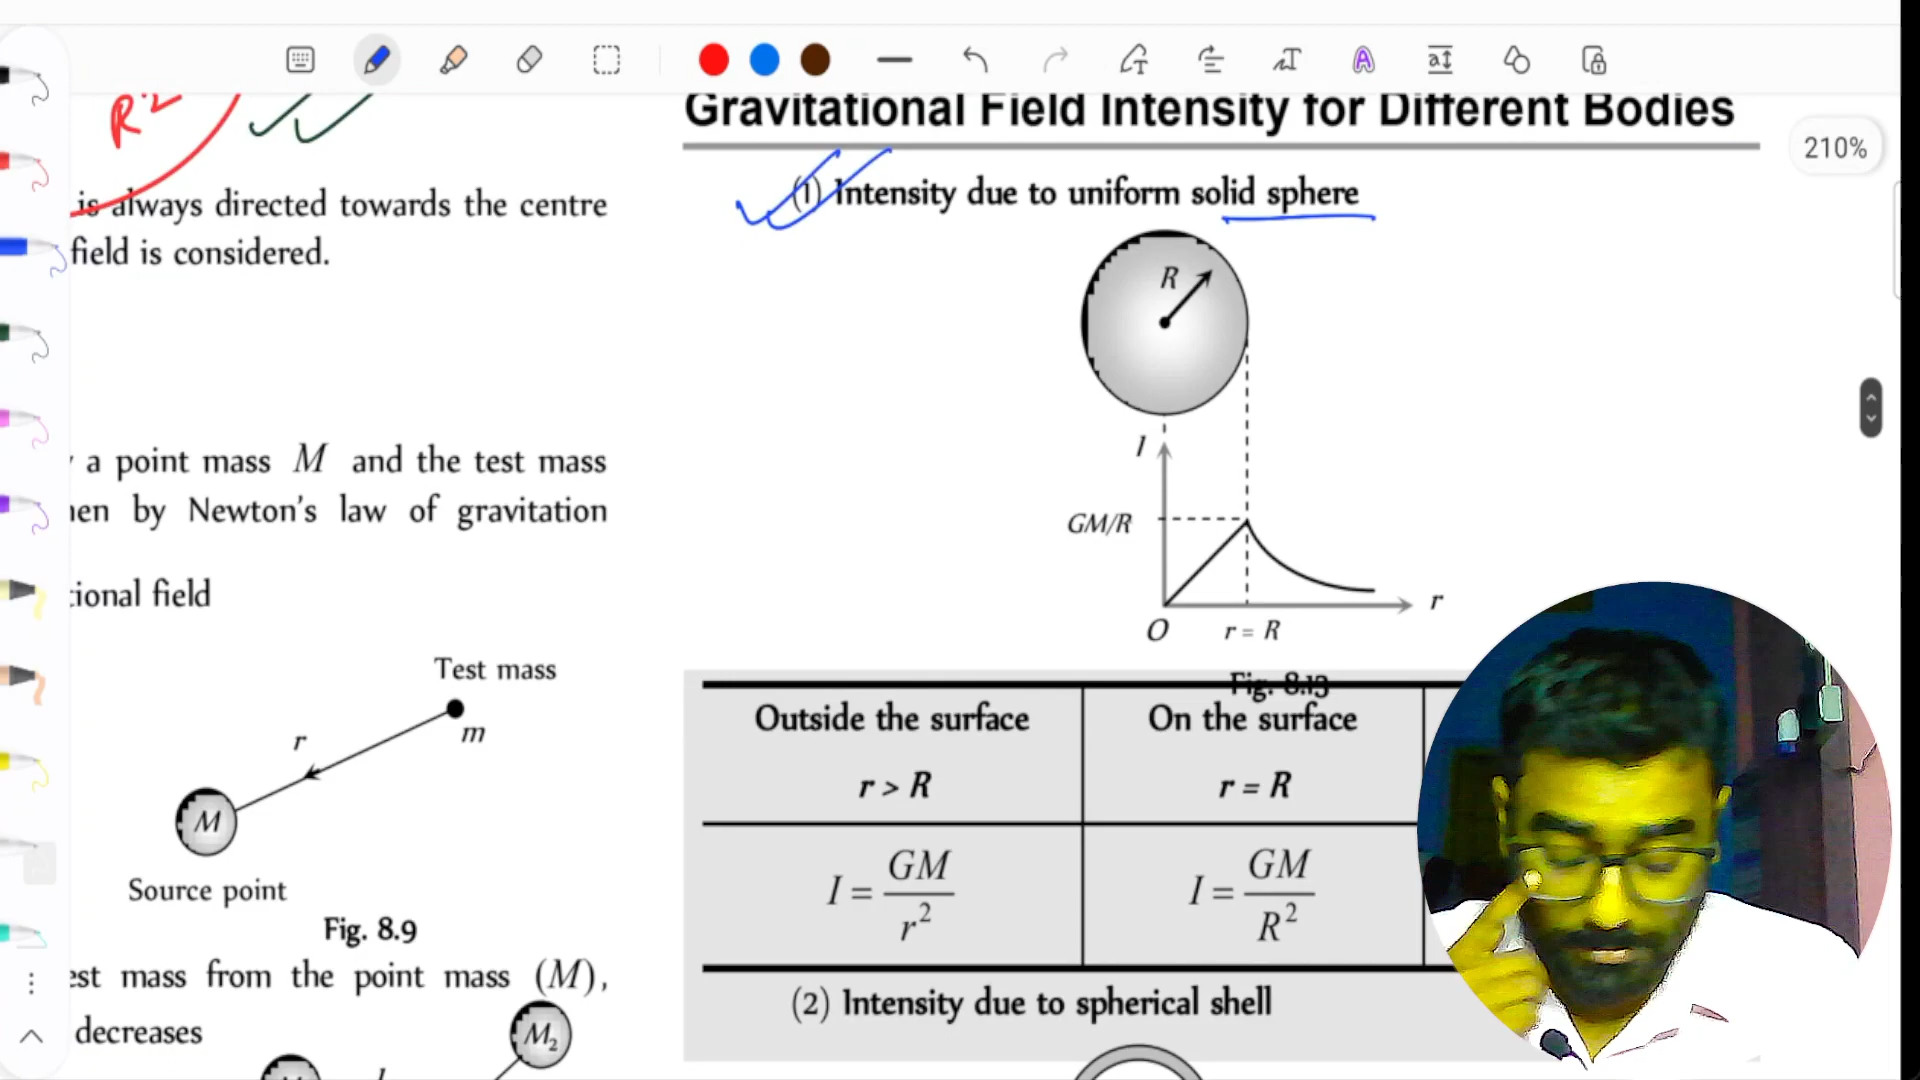 210%
R²
is always directed towards the centre
field is considered.
a point mass M and the test mass
by Newton's law of gravitation
field
Test mass
r
m
M
Source point
Fig. 8.9
mass from the point mass (M),
decreases
M₂
Gravitational Field Intensity for Different Bodies
(1) Intensity due to uniform solid sphere
R
I
GM/R
r
O
r = R
Fig. 8.13
Outside the surface
r > R
On the surface
r = R
I = GM/r²
I = GM/R²
(2) Intensity due to spherical shell